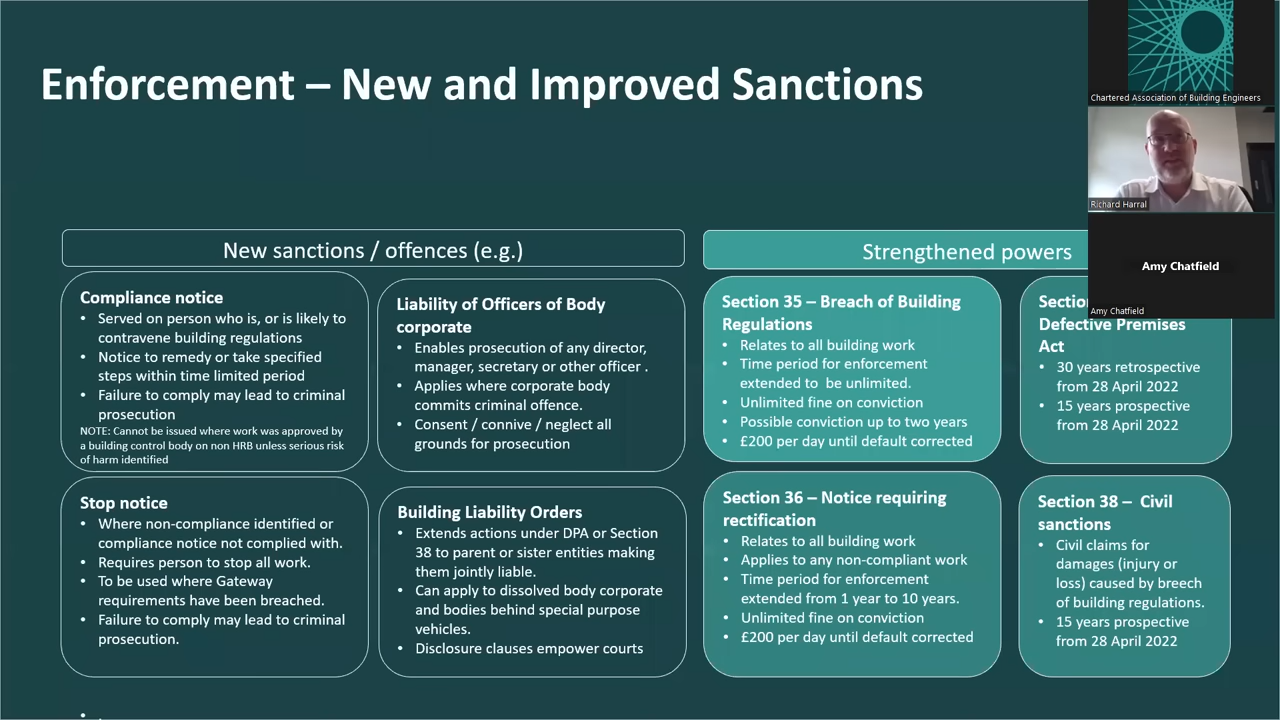 Enforcement – New and Improved Sanctions
Chartered Association of Building Engineers
Richard Harral
Amy Chatfield
Amy Chatfield
New sanctions / offences (e.g.)
Compliance notice
• Served on person who is, or is likely to
contravene building regulations
• Notice to remedy or take specified
steps within time limited period
• Failure to comply may lead to criminal
prosecution
NOTE: Cannot be issued where work was approved by
a building control body on non HRB unless serious risk
of harm identified
Liability of Officers of Body
corporate
• Enables prosecution of any director,
manager, secretary or other officer .
• Applies where corporate body
commits criminal offence.
• Consent / connive / neglect all
grounds for prosecution
Stop notice
• Where non-compliance identified or
compliance notice not complied with.
• Requires person to stop all work.
• To be used where Gateway
requirements have been breached.
• Failure to comply may lead to criminal
prosecution.
Building Liability Orders
• Extends actions under DPA or Section
38 to parent or sister entities making
them jointly liable.
• Can apply to dissolved body corporate
and bodies behind special purpose
vehicles.
• Disclosure clauses empower courts
Strengthened powers
Section 35 – Breach of Building
Regulations
• Relates to all building work
• Time period for enforcement
extended to  be unlimited.
• Unlimited fine on conviction
• Possible conviction up to two years
• £200 per day until default corrected
Defective Premises
Act
• 30 years retrospective
from 28 April 2022
• 15 years prospective
from 28 April 2022
Section 36 – Notice requiring
rectification
• Relates to all building work
• Applies to any non-compliant work
• Time period for enforcement
extended from 1 year to 10 years.
• Unlimited fine on conviction
• £200 per day until default corrected
Section 38 –  Civil
sanctions
• Civil claims for
damages (injury or
loss) caused by breach
of building regulations.
• 15 years prospective
from 28 April 2022